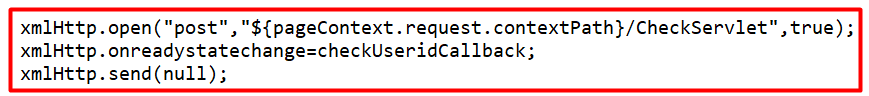 xmlHttp.open("post","${pageContext.request.contextPath}/CheckServlet",true);
xmlHttp.onreadystatechange=checkUseridCallback;
xmlHttp.send(null);